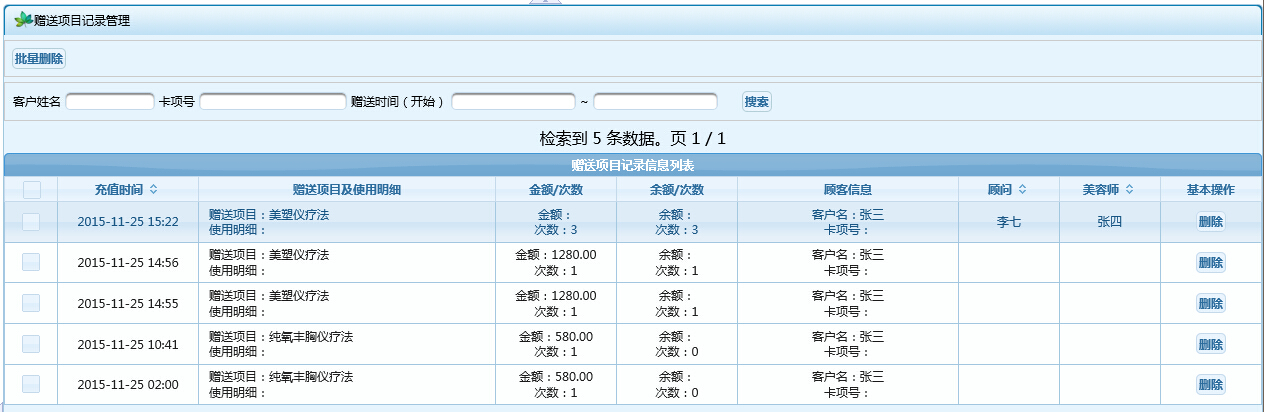 赠送项目记录管理
批量删除
客户姓名 卡项号 赠送时间（开始） ~ 搜索
检索到 5 条数据。页 1 / 1
赠送项目记录信息列表
充值时间 赠送项目及使用明细 金额/次数 余额/次数 顾客信息 顾问 美容师 基本操作
2015-11-25 15:22 赠送项目：美塑仪疗法 金额： 余额： 客户名：张三 李七 张四 删除
使用明细： 次数：3 次数：3 卡项号：
2015-11-25 14:56 赠送项目：美塑仪疗法 金额：1280.00 余额： 客户名：张三 删除
使用明细： 次数：1 次数：1 卡项号：
2015-11-25 14:55 赠送项目：美塑仪疗法 金额：1280.00 余额： 客户名：张三 删除
使用明细： 次数：1 次数：1 卡项号：
2015-11-25 10:41 赠送项目：纯氧丰胸仪疗法 金额：580.00 余额： 客户名：张三 删除
使用明细： 次数：1 次数：0 卡项号：
2015-11-25 02:00 赠送项目：纯氧丰胸仪疗法 金额：580.00 余额： 客户名：张三 删除
使用明细： 次数：1 次数：0 卡项号：